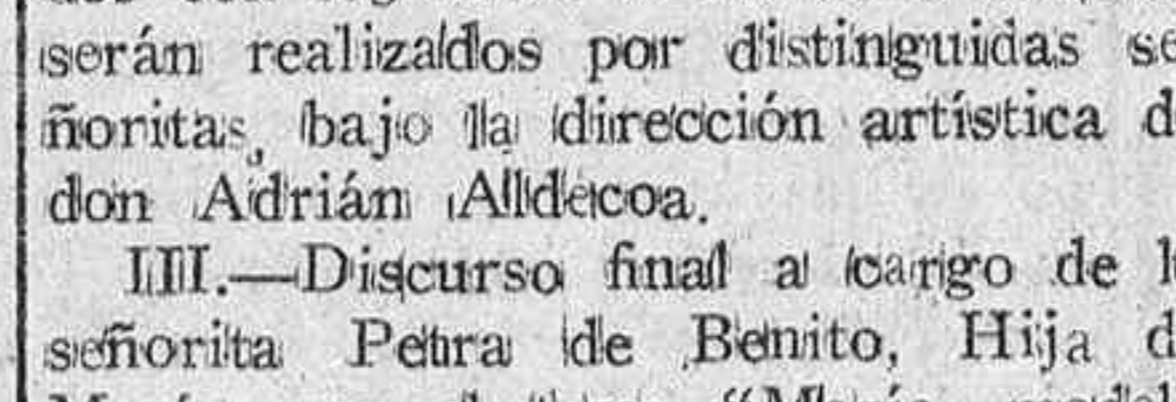 serán realizados por distinguidas se
ñoritas, bajo la dirección artística d
don Adrián Aldecoa.
III.—Discurso final a cargo de l
señorita Petra de Benito, Hija d